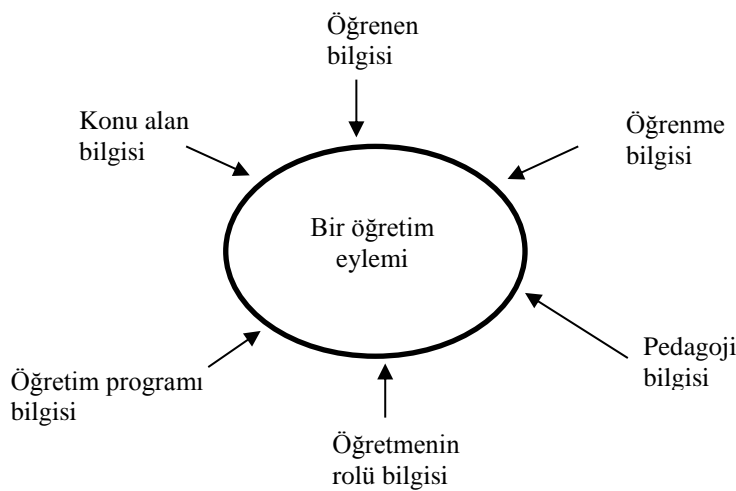 Öğrenen
bilgisi
Konu alan
bilgisi
Öğrenme
bilgisi
Bir öğretim
eylemi
Pedagoji
bilgisi
Öğretim programı
bilgisi
Öğretmenin
rolü bilgisi